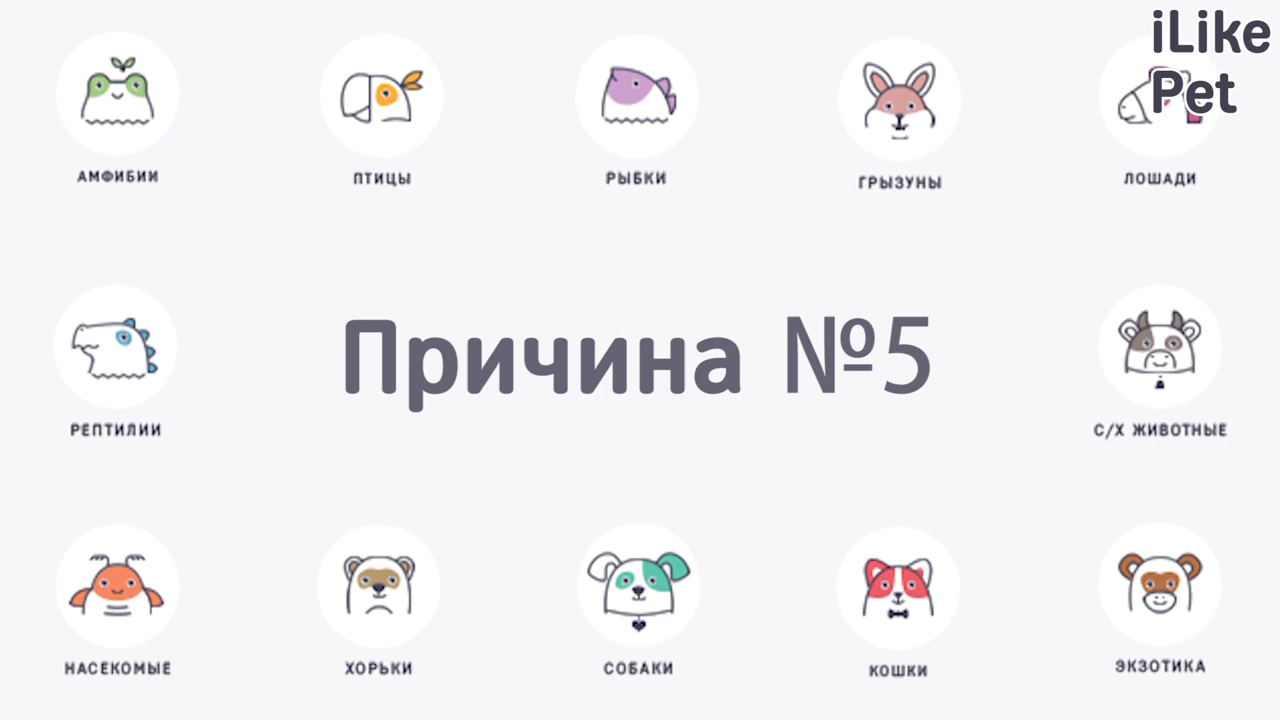 iLike
Pet
АМФИБИИ
ПТИЦЫ
РЫБКИ
ГРЫЗУНЫ
ЛОШАДИ
РЕПТИЛИИ
Причина №5
С/Х ЖИВОТНЫЕ
НАСЕКОМЫЕ
ХОРЬКИ
СОБАКИ
КОШКИ
ЭКЗОТИКА